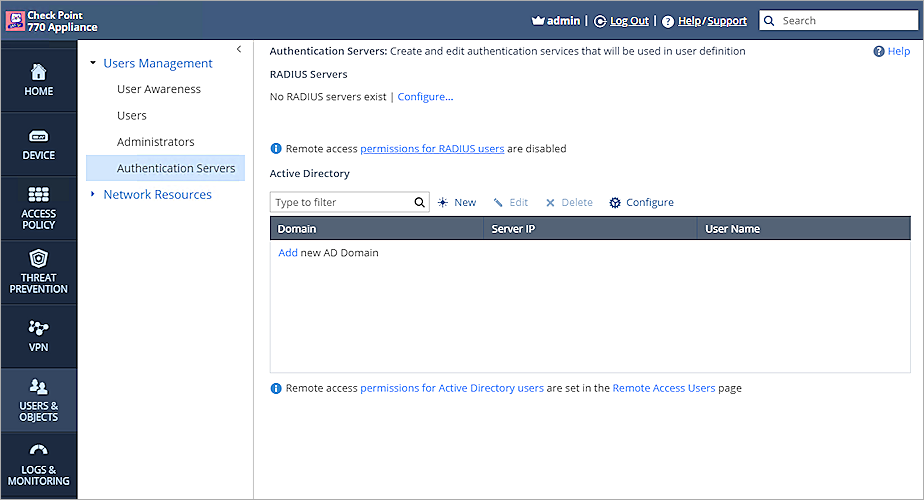 Check Point
770 Appliance
admin | Log Out | Help/Support
Search
HOME
DEVICE
ACCESS
POLICY
THREAT
PREVENTION
VPN
USERS &
OBJECTS
LOGS &
MONITORING
Users Management
User Awareness
Users
Administrators
Authentication Servers
Network Resources
Authentication Servers: Create and edit authentication services that will be used in user definition
Help
RADIUS Servers
No RADIUS servers exist | Configure...
Remote access permissions for RADIUS users are disabled
Active Directory
Type to filter
New
Edit
Delete
Configure
Domain Server IP User Name
Add new AD Domain
Remote access permissions for Active Directory users are set in the Remote Access Users page